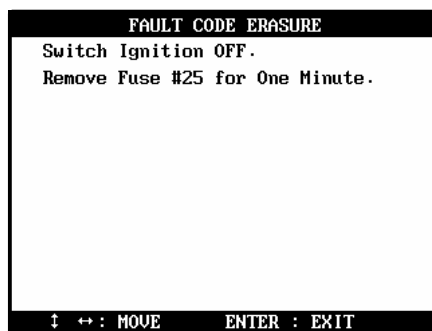 FAULT CODE ERASURE
Switch Ignition OFF.
Remove Fuse #25 for One Minute.
↕ ↔: MOVE ENTER : EXIT